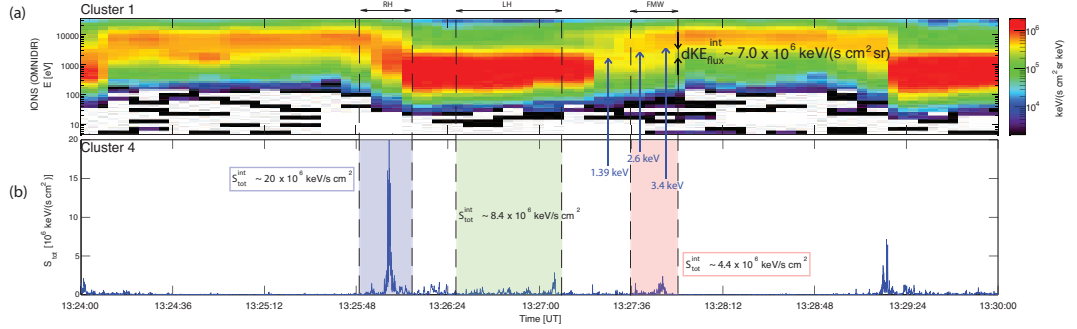 (a)
Cluster 1
RH
LH
FMW
IONS (OMNIDIR)
E [eV]
10000
1000
100
10
dKE_flux^int ~ 7.0 x 10^6 keV/(s cm^2 sr)
10^6
10^5
10^4
keV/(s cm^2 sr keV)
1.39 keV
2.6 keV
3.4 keV
(b)
Cluster 4
S_tot [10^6 keV/(s cm^2)]
20
15
10
5
0
S_tot^int ~ 20 x 10^6 keV/s cm^2
S_tot^int ~ 8.4 x 10^6 keV/s cm^2
S_tot^int ~ 4.4 x 10^6 keV/s cm^2
13:24:00 13:24:36 13:25:12 13:25:48 13:26:24 13:27:00 13:27:36 13:28:12 13:28:48 13:29:24 13:30:00
Time [UT]